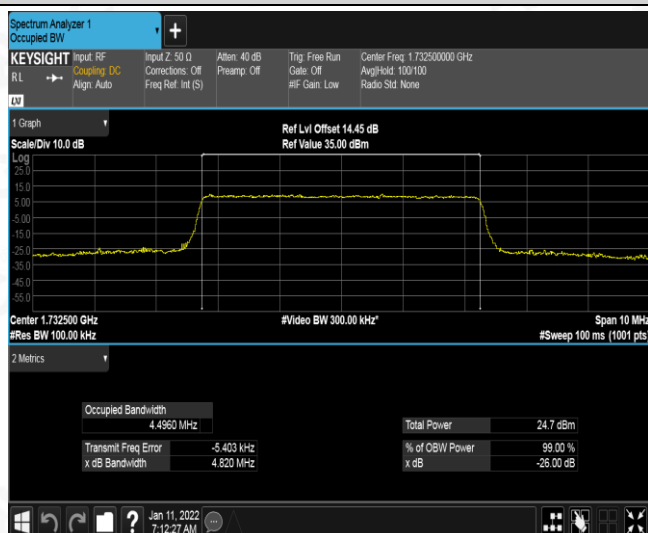 Spectrum Analyzer 1
Occupied BW
KEYSIGHT
RL
LXI
Input: RF
Coupling: DC
Align: Auto
Input Z: 50 Ω
Corrections: Off
Freq Ref: Int (S)
Atten: 40 dB
Preamp: Off
Trig: Free Run
Gate: Off
#IF Gain: Low
Center Freq: 1.732500000 GHz
Avg|Hold: 100/100
Radio Std: None
1 Graph
Scale/Div 10.0 dB
Ref Lvl Offset 14.45 dB
Ref Value 35.00 dBm
Log
25.0
15.0
5.00
-5.00
-15.0
-25.0
-35.0
-45.0
-55.0
Center 1.732500 GHz
#Res BW 100.00 kHz
#Video BW 300.00 kHz*
Span 10 MHz
#Sweep 100 ms (1001 pts)
2 Metrics
Occupied Bandwidth
4.4960 MHz
Total Power 24.7 dBm
Transmit Freq Error -5.403 kHz
% of OBW Power 99.00 %
x dB Bandwidth 4.820 MHz
x dB -26.00 dB
?
Jan 11, 2022
7:12:27 AM